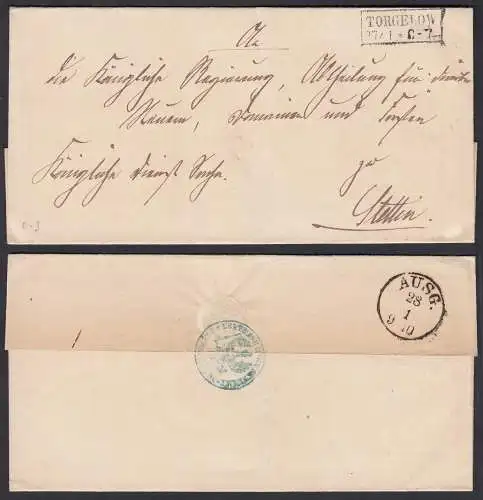 TORGELOW
27/1 * 6-7
An
die Königliche Regierung, Abtheilung für direkte
Steuern, Domainen und Forsten
zu
Königliche Dienst Sache.
Stettin.
AUSG.
28
1
9 10